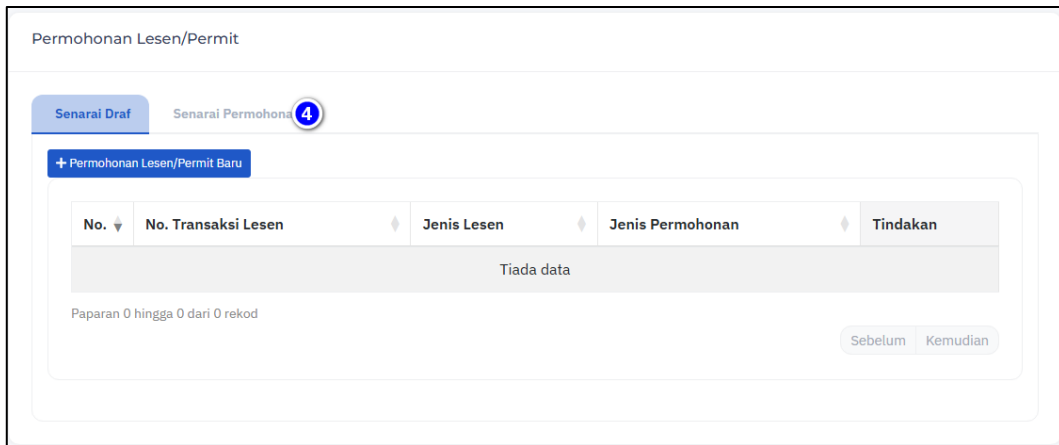 Permohonan Lesen/Permit
Senarai Draf Senarai Permohona 4
+ Permohonan Lesen/Permit Baru
No. No. Transaksi Lesen Jenis Lesen Jenis Permohonan Tindakan
Tiada data
Paparan 0 hingga 0 dari 0 rekod
Sebelum Kemudian